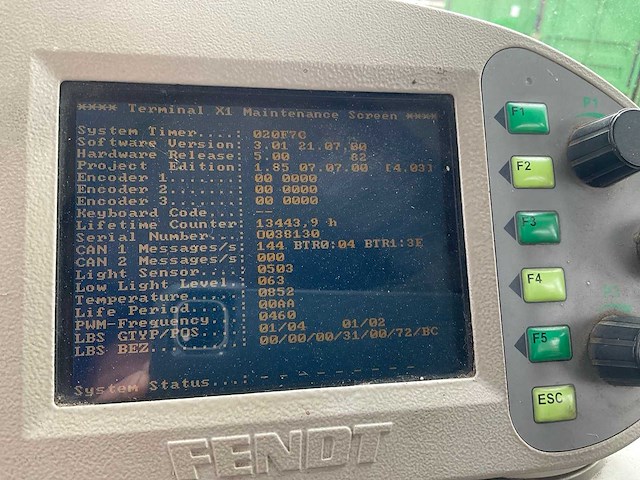 **** Terminal X1 Maintenance Screen ****
System Timer....: 020F7C
Software Version: 3.01 21.07.00
Hardware Release: 5.00 82
Project Edition: 1.85 07.07.00 [4.03]
Encoder 1.......: 00 0000
Encoder 2.......: 00 0000
Encoder 3.......: 00 0000
Keyboard Code...: --
Lifetime Counter: 13443,9 h
Serial Number...: 0038130
CAN 1 Messages/s: 144 BTR0:04 BTR1:3E
CAN 2 Messages/s: 000
Light Sensor....: 0503
Low Light Level : 063
Temperature.....: 0852
Life Period.....: 00AA
PWM-Frequency...: 0460
LBS GTYP/POS : 01/04 01/02
LBS BEZ.........: 00/00/00/31/00/72/BC
System Status...:
FENDT
F1
F2
F3
F4
F5
ESC